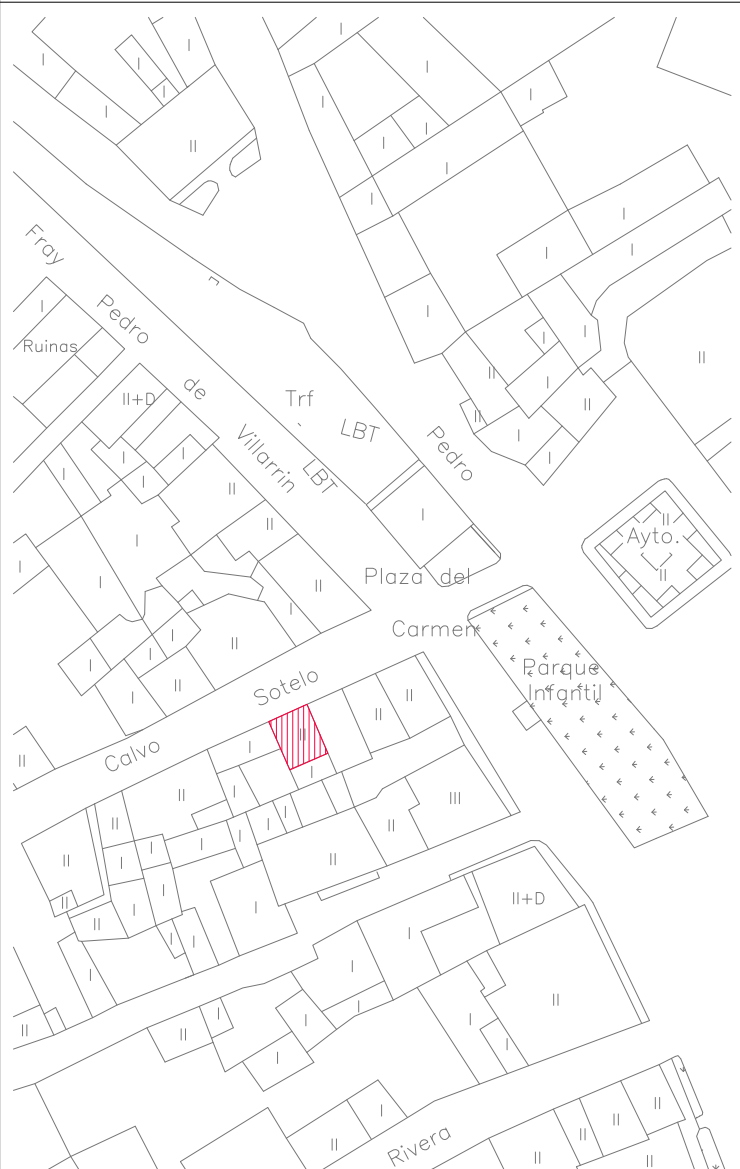 Fray
Pedro
de
Villarrin
Ruinas
II+D
Trf
LBT
LBT
Pedro
Ayto.
Plaza del
Carmen
Parque
Infantil
Calvo
Sotelo
III
II+D
Rivera